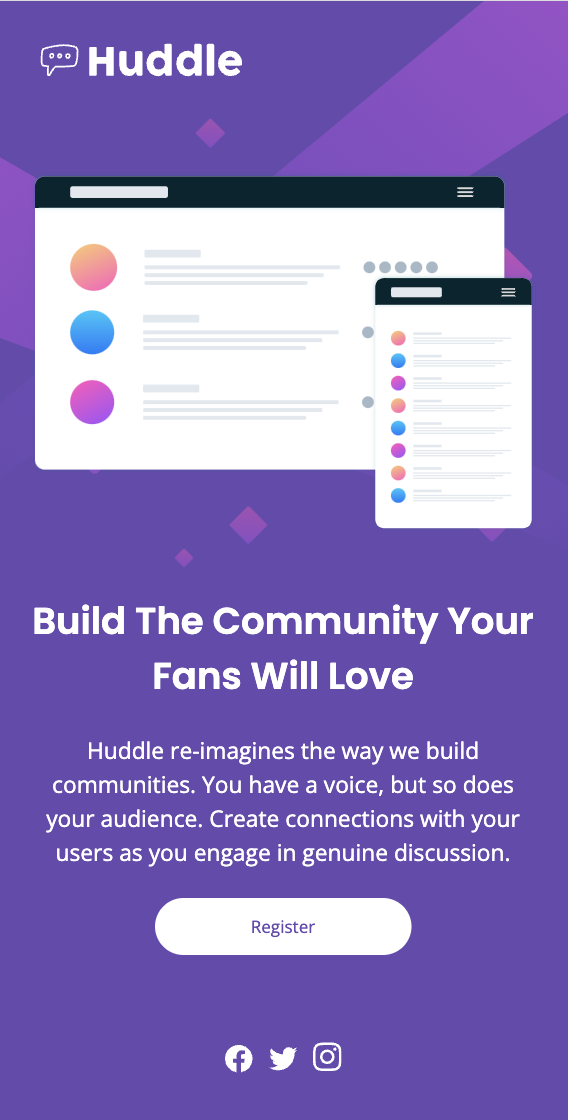 Huddle
Build The Community Your
Fans Will Love
Huddle re-imagines the way we build
communities. You have a voice, but so does
your audience. Create connections with your
users as you engage in genuine discussion.
Register